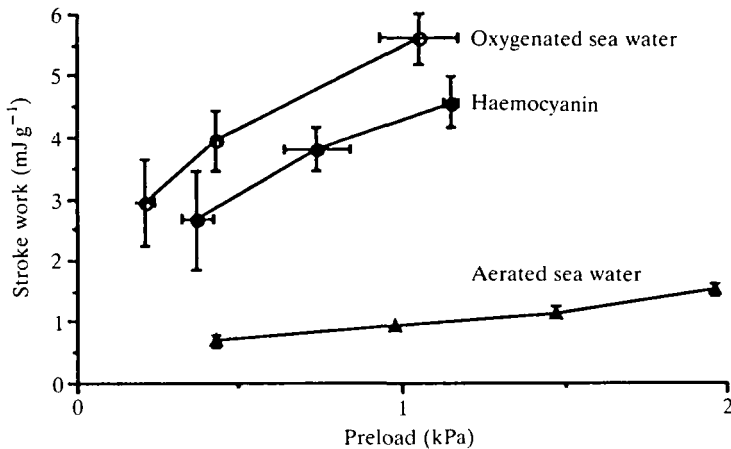 Oxygenated sea water
Haemocyanin
Aerated sea water
Stroke work (mJ g⁻¹)
6
5
4
3
2
1
0
0
1
2
Preload (kPa)